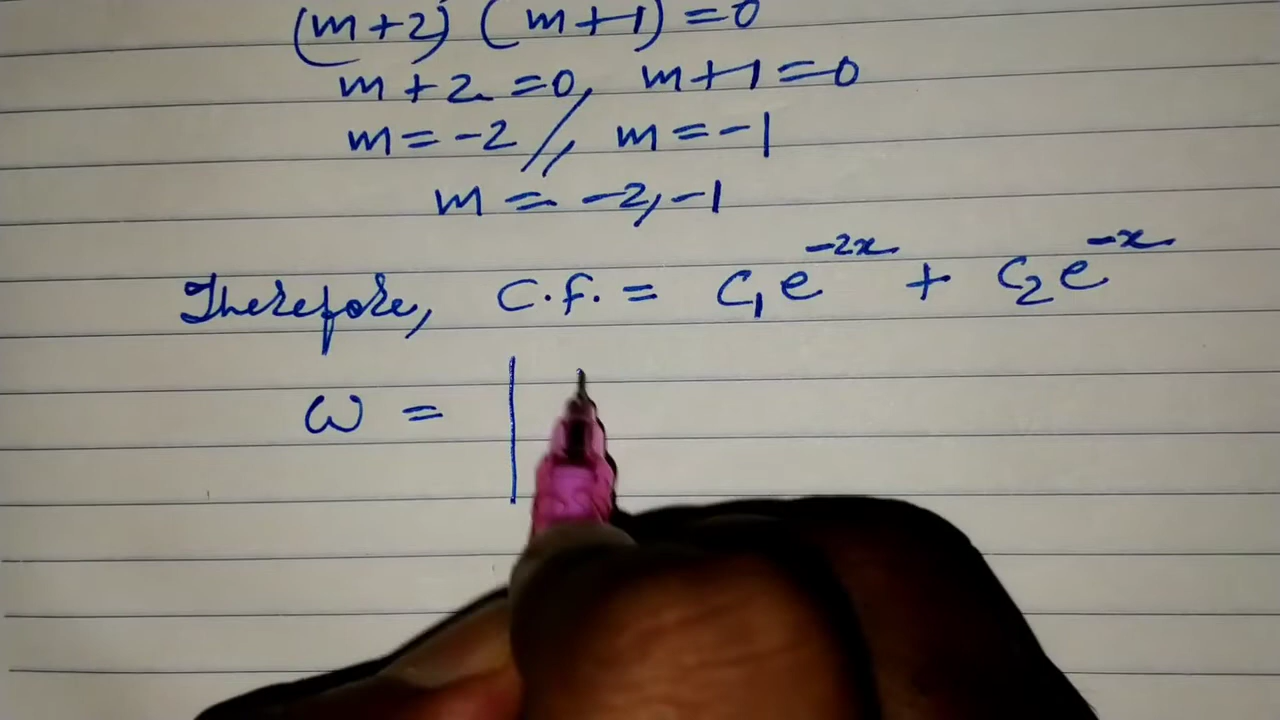 (m+2) (m+1) = 0
m+2 = 0, m+1 = 0
m = -2 // m = -1
m = -2, -1
Therefore, C.f. = C₁e⁻²ˣ + C₂e⁻ˣ
ω = |